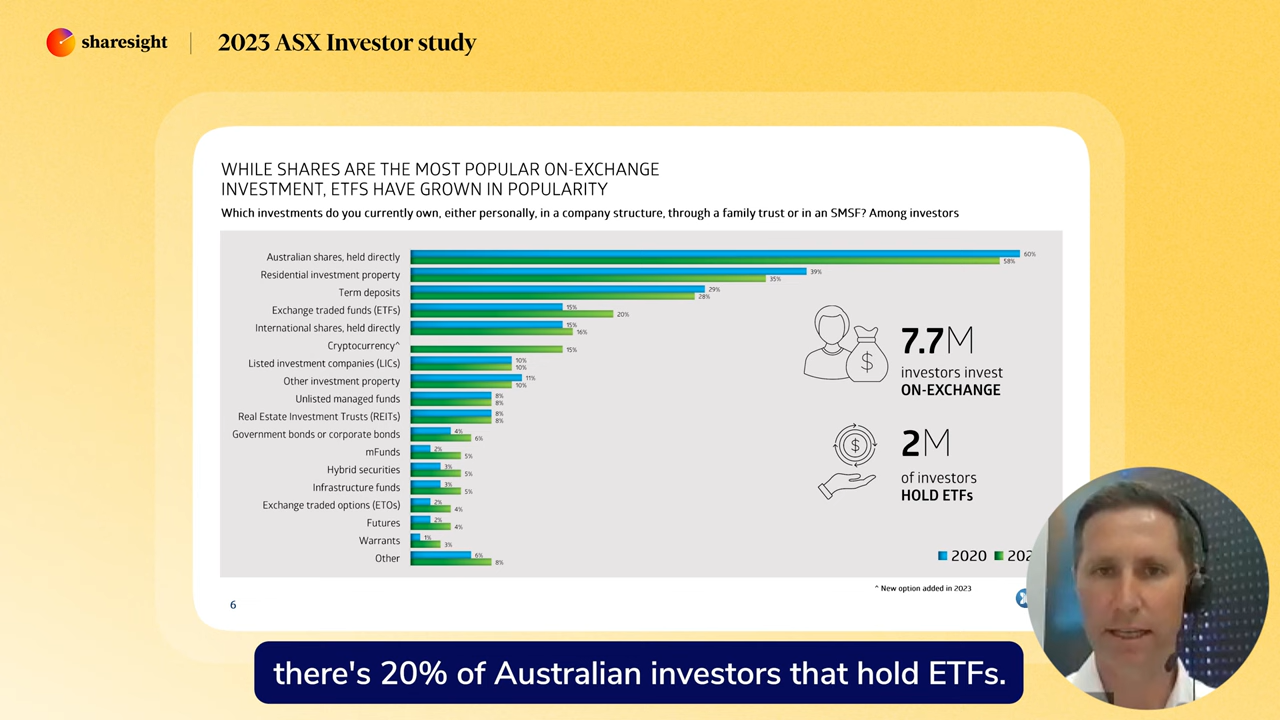 sharesight | 2023 ASX Investor study
WHILE SHARES ARE THE MOST POPULAR ON-EXCHANGE
INVESTMENT, ETFS HAVE GROWN IN POPULARITY
Which investments do you currently own, either personally, in a company structure, through a family trust or in an SMSF? Among investors
Australian shares, held directly 60% 58%
Residential investment property 39% 35%
Term deposits 29% 28%
Exchange traded funds (ETFs) 15% 20%
International shares, held directly 15% 16%
Cryptocurrency^ 15%
Listed investment companies (LICs) 10% 10%
Other investment property 11% 10%
Unlisted managed funds 8% 8%
Real Estate Investment Trusts (REITs) 8% 8%
Government bonds or corporate bonds 4% 6%
mFunds 2% 5%
Hybrid securities 3% 5%
Infrastructure funds 3% 5%
Exchange traded options (ETOs) 2% 4%
Futures 2% 4%
Warrants 1% 3%
Other 6% 8%
7.7M
investors invest
ON-EXCHANGE
2M
of investors
HOLD ETFs
2020 202
^ New option added in 2023
6
there's 20% of Australian investors that hold ETFs.